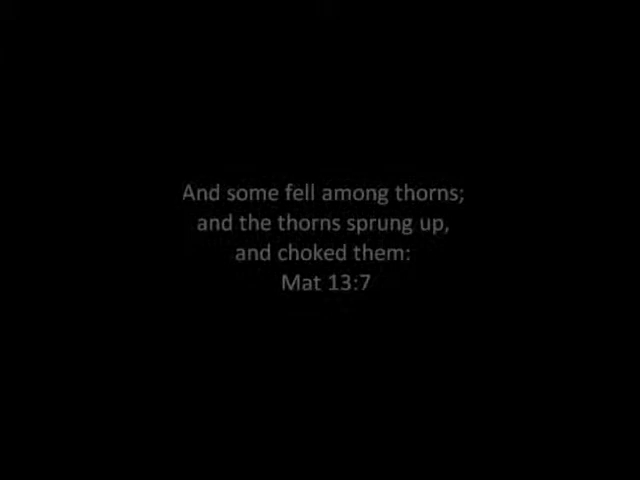 And some fell among thorns;
and the thorns sprung up,
and choked them:
Mat 13:7